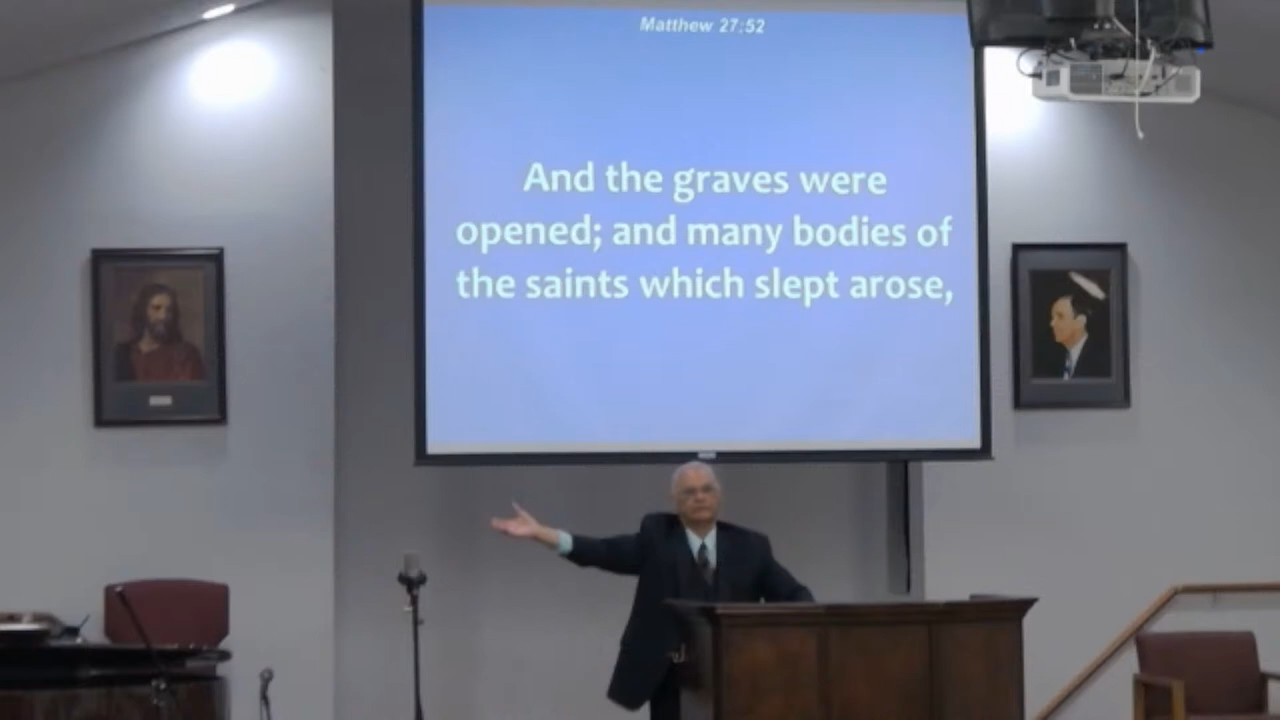 Matthew 27:52
And the graves were
opened; and many bodies of
the saints which slept arose,